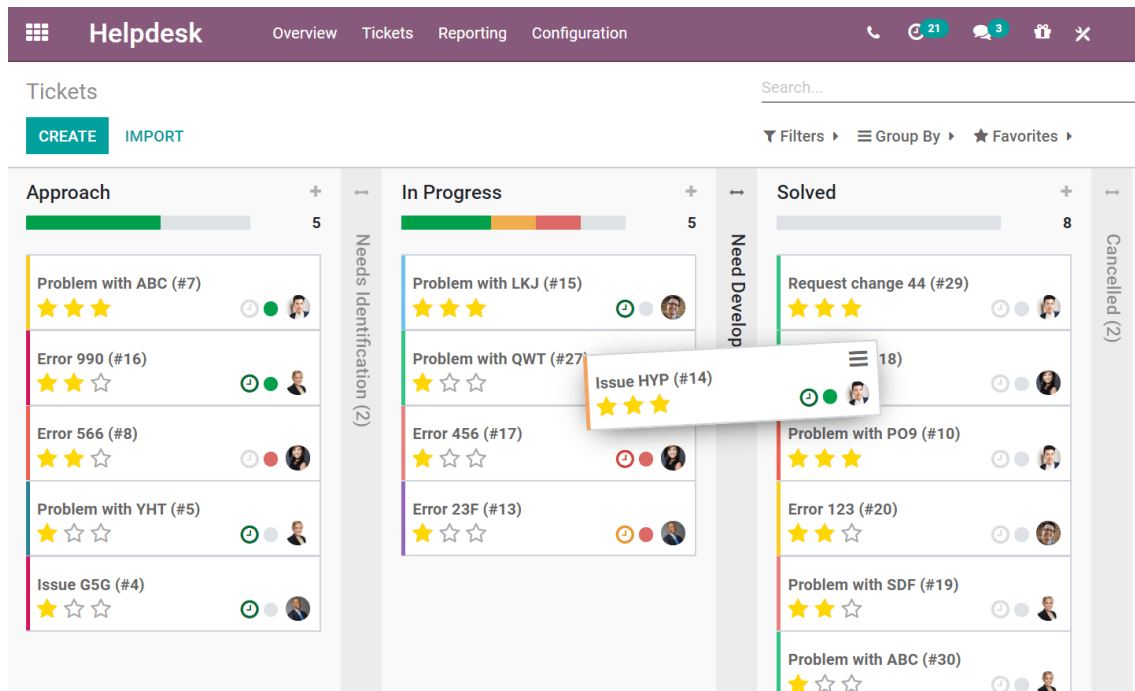 Helpdesk Overview Tickets Reporting Configuration 21 3
Tickets
Search...
CREATE IMPORT
Filters Group By Favorites
Approach
5
Problem with ABC (#7)
Error 990 (#16)
Error 566 (#8)
Problem with YHT (#5)
Issue G5G (#4)
Needs Identification (2)
In Progress
5
Problem with LKJ (#15)
Problem with QWT (#27)
Error 456 (#17)
Error 23F (#13)
Issue HYP (#14)
Need Develop
Solved
8
Request change 44 (#29)
18)
Problem with PO9 (#10)
Error 123 (#20)
Problem with SDF (#19)
Problem with ABC (#30)
Cancelled (2)